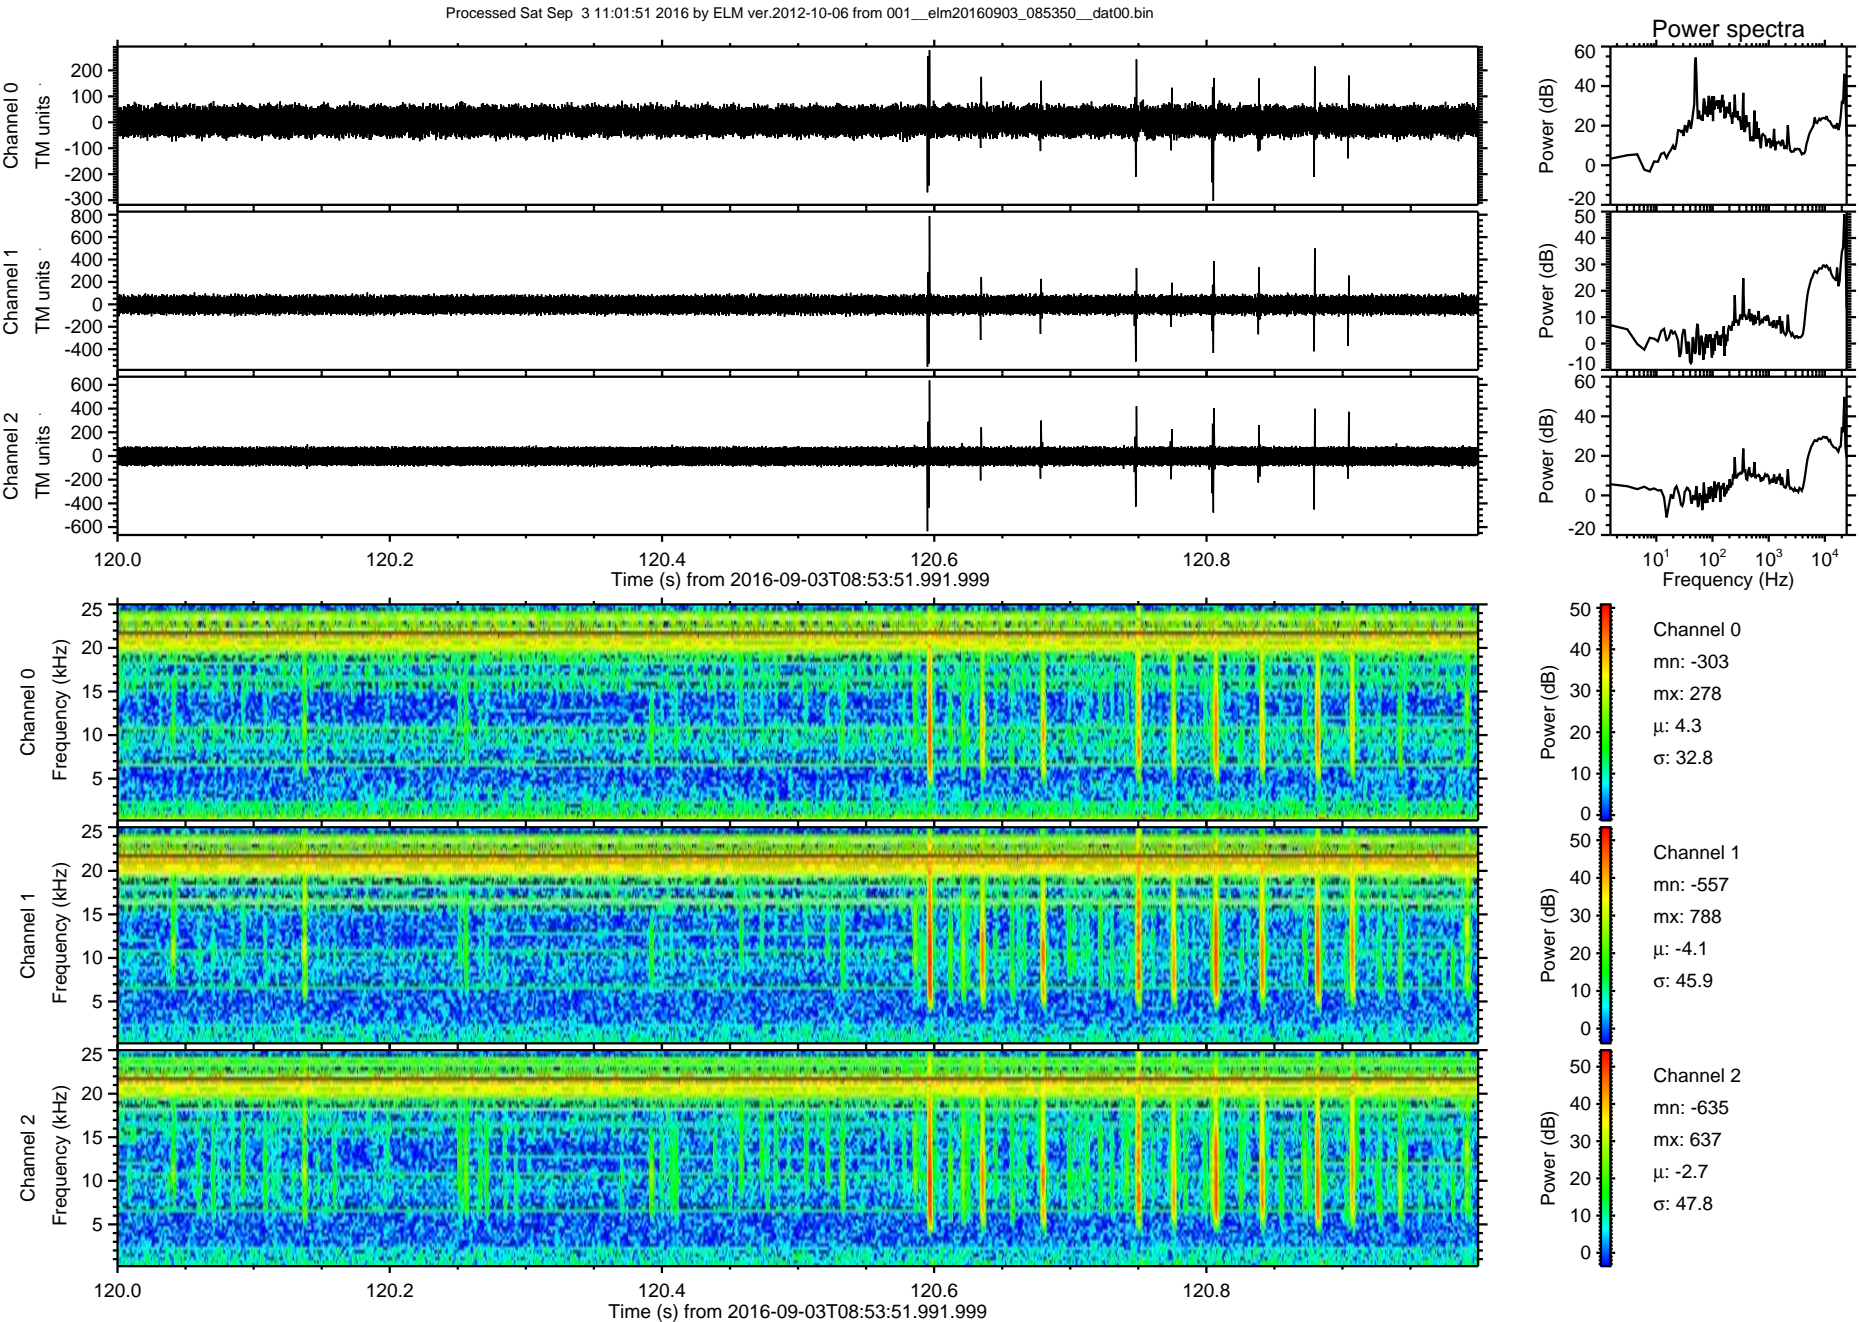 Processed Sat Sep  3 11:01:51 2016 by ELM ver.2012-10-06 from 001__elm20160903_085350__dat00.bin
Power spectra
Channel 0
TM units
200
100
0
-100
-200
-300
Power (dB)
60
40
20
0
-20
Channel 1
TM units
800
600
400
200
0
-200
-400
Power (dB)
50
40
30
20
10
0
-10
Channel 2
TM units
600
400
200
0
-200
-400
-600
Power (dB)
60
40
20
0
-20
120.0 120.2 120.4 120.6 120.8
Time (s) from 2016-09-03T08:53:51.991.999
10^1 10^2 10^3 10^4
Frequency (Hz)
Channel 0
Frequency (kHz)
25
20
15
10
5
Power (dB)
50
40
30
20
10
0
Channel 0
mn: -303
mx: 278
μ: 4.3
σ: 32.8
Channel 1
Frequency (kHz)
25
20
15
10
5
Power (dB)
50
40
30
20
10
0
Channel 1
mn: -557
mx: 788
μ: -4.1
σ: 45.9
Channel 2
Frequency (kHz)
25
20
15
10
5
Power (dB)
50
40
30
20
10
0
Channel 2
mn: -635
mx: 637
μ: -2.7
σ: 47.8
120.0 120.2 120.4 120.6 120.8
Time (s) from 2016-09-03T08:53:51.991.999